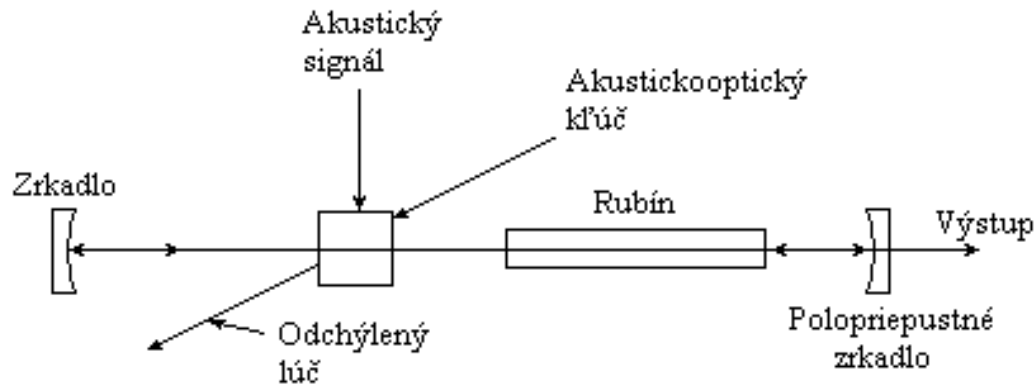 Akustický
signál
Akustickooptický
kľúč
Zrkadlo
Rubín
Výstup
Odchýlený
lúč
Polopriepustné
zrkadlo